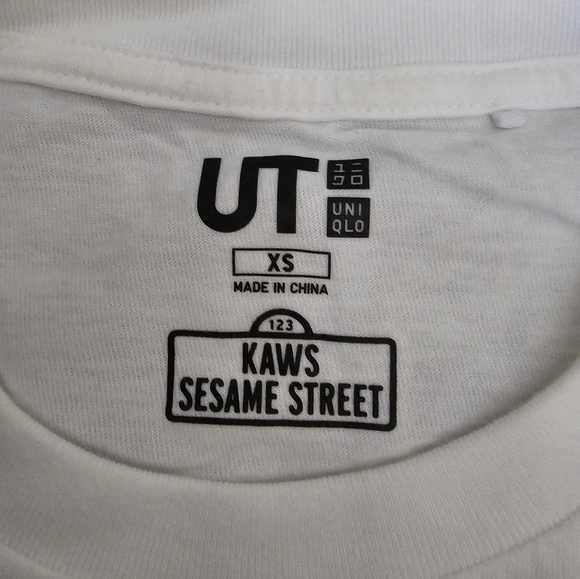 UT
ユニ
クロ
UNI
QLO
XS
MADE IN CHINA
123
KAWS
SESAME STREET